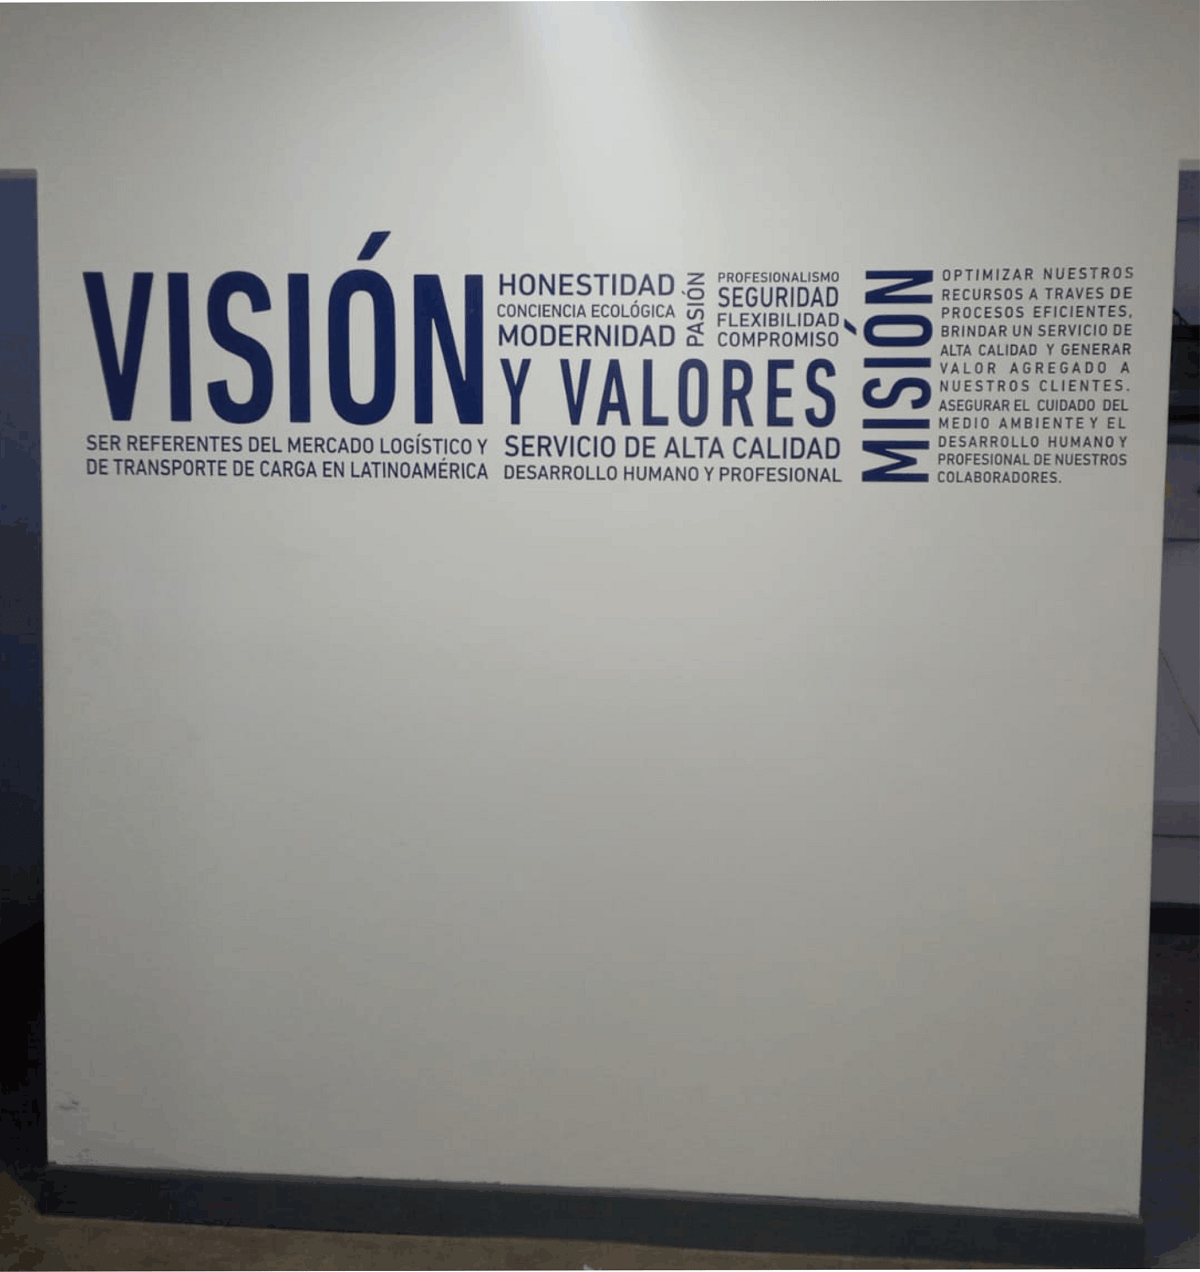 VISIÓN
SER REFERENTES DEL MERCADO LOGÍSTICO Y
DE TRANSPORTE DE CARGA EN LATINOAMÉRICA
HONESTIDAD
CONCIENCIA ECOLÓGICA
MODERNIDAD
PASIÓN
PROFESIONALISMO
SEGURIDAD
FLEXIBILIDAD
COMPROMISO
Y VALORES
SERVICIO DE ALTA CALIDAD
DESARROLLO HUMANO Y PROFESIONAL
MISIÓN
OPTIMIZAR NUESTROS
RECURSOS A TRAVES DE
PROCESOS EFICIENTES,
BRINDAR UN SERVICIO DE
ALTA CALIDAD Y GENERAR
VALOR AGREGADO A
NUESTROS CLIENTES.
ASEGURAR EL CUIDADO DEL
MEDIO AMBIENTE Y EL
DESARROLLO HUMANO Y
PROFESIONAL DE NUESTROS
COLABORADORES.